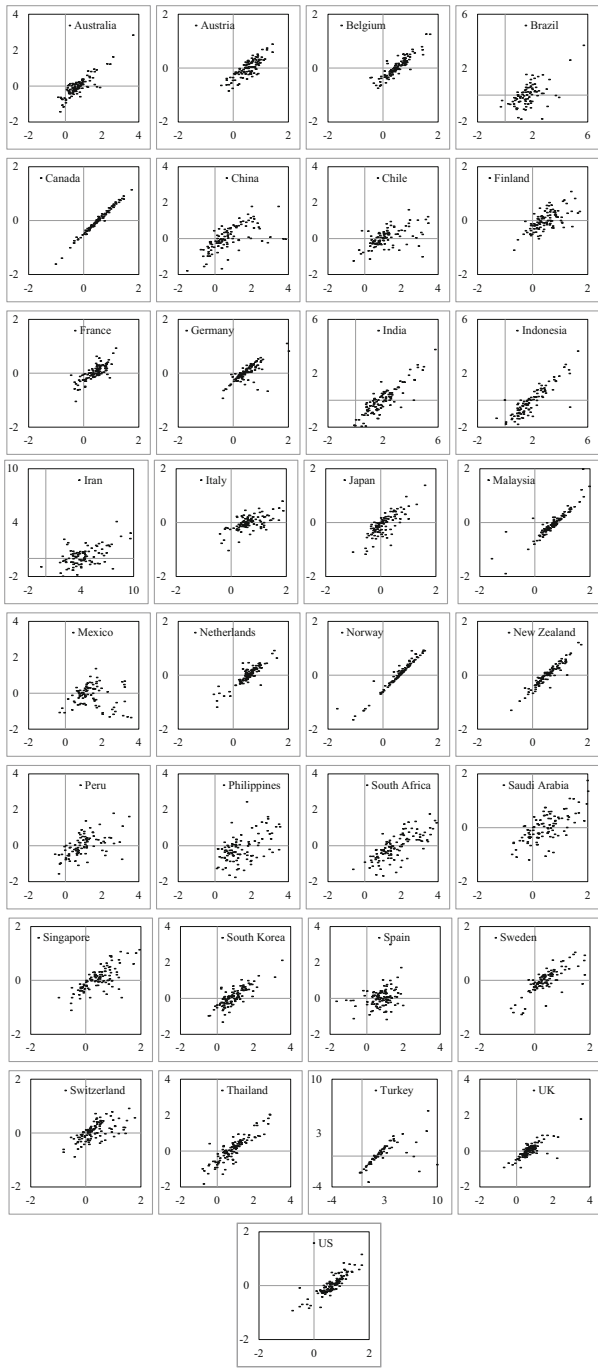 Australia
4
2
0
-2
-2 0 2 4
Austria
2
0
-2
-2 0 2
Belgium
2
0
-2
-2 0 2
Brazil
6
2
-2
-2 2 6
Canada
2
0
-2
-2 0 2
China
4
2
0
-2
-2 0 2 4
Chile
4
2
0
-2
-2 0 2 4
Finland
2
0
-2
-2 0 2
France
2
0
-2
-2 0 2
Germany
2
0
-2
-2 0 2
India
6
2
-2
-2 2 6
Indonesia
6
2
-2
-2 2 6
Iran
10
4
-2
-2 4 10
Italy
2
0
-2
-2 0 2
Japan
2
0
-2
-2 0 2
Malaysia
2
0
-2
-2 0 2
Mexico
4
2
0
-2
-2 0 2 4
Netherlands
2
0
-2
-2 0 2
Norway
2
0
-2
-2 0 2
New Zealand
2
0
-2
-2 0 2
Peru
4
2
0
-2
-2 0 2 4
Philippines
4
2
0
-2
-2 0 2 4
South Africa
4
2
0
-2
-2 0 2 4
Saudi Arabia
2
0
-2
-2 0 2
Singapore
2
0
-2
-2 0 2
South Korea
4
2
0
-2
-2 0 2 4
Spain
4
2
0
-2
-2 0 2 4
Sweden
2
0
-2
-2 0 2
Switzerland
2
0
-2
-2 0 2
Thailand
4
2
0
-2
-2 0 2 4
Turkey
10
3
-4
-4 3 10
UK
4
2
0
-2
-2 0 2 4
US
2
0
-2
-2 0 2